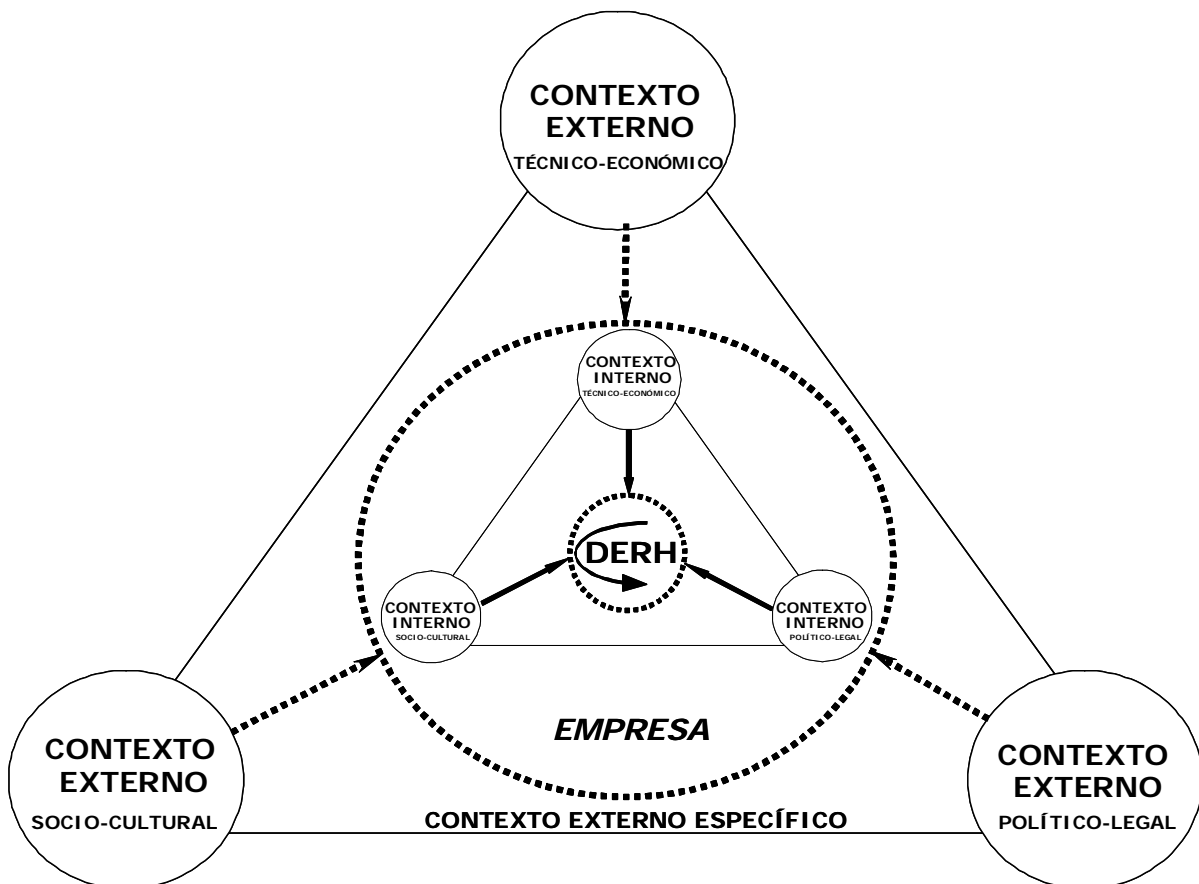 CONTEXTO
EXTERNO
TÉCNICO-ECONÓMICO
CONTEXTO
INTERNO
TÉCNICO-ECONÓMICO
DERH
CONTEXTO
INTERNO
SOCIO-CULTURAL
CONTEXTO
INTERNO
POLÍTICO-LEGAL
EMPRESA
CONTEXTO
EXTERNO
SOCIO-CULTURAL
CONTEXTO EXTERNO ESPECÍFICO
CONTEXTO
EXTERNO
POLÍTICO-LEGAL